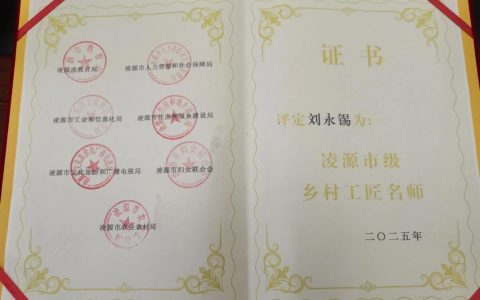 凌源市教育局
凌源市人力资源和社会保障局
凌源市工业和信息化局
凌源市住房和城乡建设局
凌源市文化旅游和广播电视局
凌源市妇女联合会
凌源市农业农村局
证书
评定刘永锡为：
凌源市级
乡村工匠名师
二〇二五年